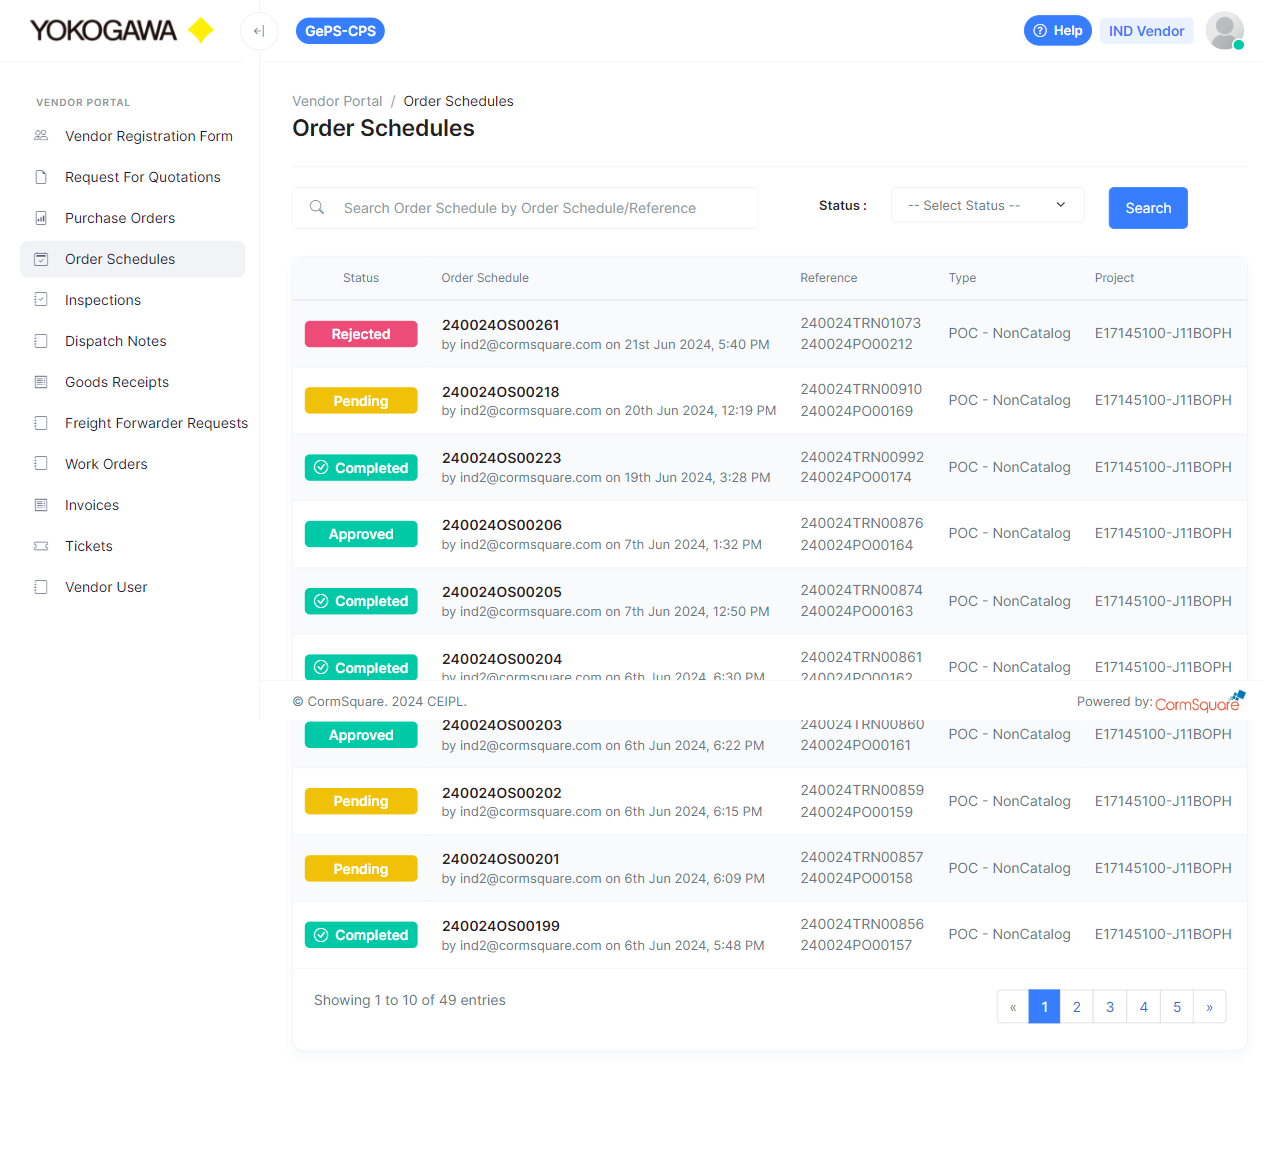 YOKOGAWA
GePS-CPS
Help
IND Vendor
VENDOR PORTAL
Vendor Registration Form
Request For Quotations
Purchase Orders
Order Schedules
Inspections
Dispatch Notes
Goods Receipts
Freight Forwarder Requests
Work Orders
Invoices
Tickets
Vendor User
Vendor Portal / Order Schedules
Order Schedules
Search Order Schedule by Order Schedule/Reference
Status :
-- Select Status --
Search
Status Order Schedule Reference Type Project
Rejected 240024OS00261 240024TRN01073 POC - NonCatalog E17145100-J11BOPH
by ind2@cormsquare.com on 21st Jun 2024, 5:40 PM 240024PO00212
Pending 240024OS00218 240024TRN00910 POC - NonCatalog E17145100-J11BOPH
by ind2@cormsquare.com on 20th Jun 2024, 12:19 PM 240024PO00169
Completed 240024OS00223 240024TRN00992 POC - NonCatalog E17145100-J11BOPH
by ind2@cormsquare.com on 19th Jun 2024, 3:28 PM 240024PO00174
Approved 240024OS00206 240024TRN00876 POC - NonCatalog E17145100-J11BOPH
by ind2@cormsquare.com on 7th Jun 2024, 1:32 PM 240024PO00164
Completed 240024OS00205 240024TRN00874 POC - NonCatalog E17145100-J11BOPH
by ind2@cormsquare.com on 7th Jun 2024, 12:50 PM 240024PO00163
Completed 240024OS00204 240024TRN00861 POC - NonCatalog E17145100-J11BOPH
by ind2@cormsquare.com on 6th Jun 2024, 6:30 PM 240024PO00162
© CormSquare. 2024 CEIPL. Powered by: CormSquare
Approved 240024OS00203 240024TRN00860 POC - NonCatalog E17145100-J11BOPH
by ind2@cormsquare.com on 6th Jun 2024, 6:22 PM 240024PO00161
Pending 240024OS00202 240024TRN00859 POC - NonCatalog E17145100-J11BOPH
by ind2@cormsquare.com on 6th Jun 2024, 6:15 PM 240024PO00159
Pending 240024OS00201 240024TRN00857 POC - NonCatalog E17145100-J11BOPH
by ind2@cormsquare.com on 6th Jun 2024, 6:09 PM 240024PO00158
Completed 240024OS00199 240024TRN00856 POC - NonCatalog E17145100-J11BOPH
by ind2@cormsquare.com on 6th Jun 2024, 5:48 PM 240024PO00157
Showing 1 to 10 of 49 entries
« 1 2 3 4 5 »